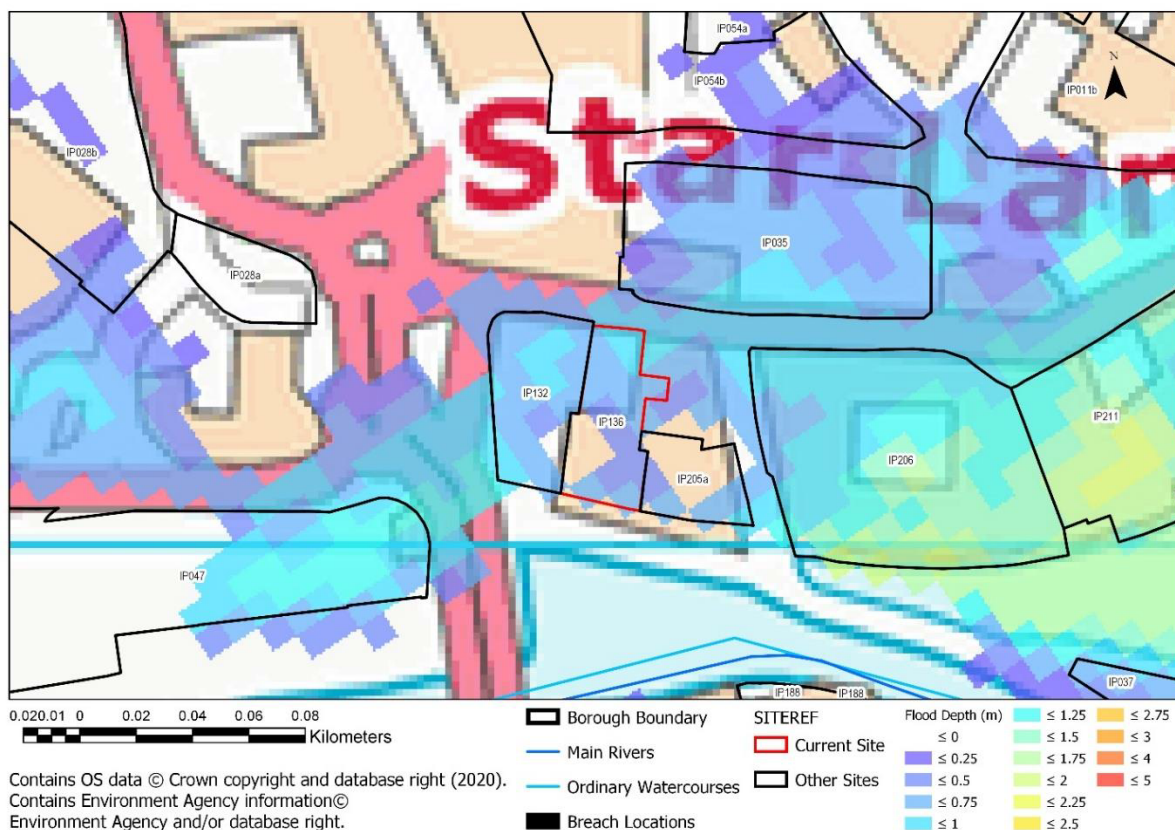 IP054a
IP054b
N
IP011b
Star Lan
IP028b
IP035
IP028a
IP132
IP136
IP211
IP205a
IP206
IP047
IP037
IP188
IP188
0.020.01 0 0.02 0.04 0.06 0.08
Kilometers
Contains OS data © Crown copyright and database right (2020).
Contains Environment Agency information©
Environment Agency and/or database right.
Borough Boundary
Main Rivers
Ordinary Watercourses
Breach Locations
SITEREF
Current Site
Other Sites
Flood Depth (m)
≤ 0
≤ 0.25
≤ 0.5
≤ 0.75
≤ 1
≤ 1.25
≤ 1.5
≤ 1.75
≤ 2
≤ 2.25
≤ 2.5
≤ 2.75
≤ 3
≤ 4
≤ 5